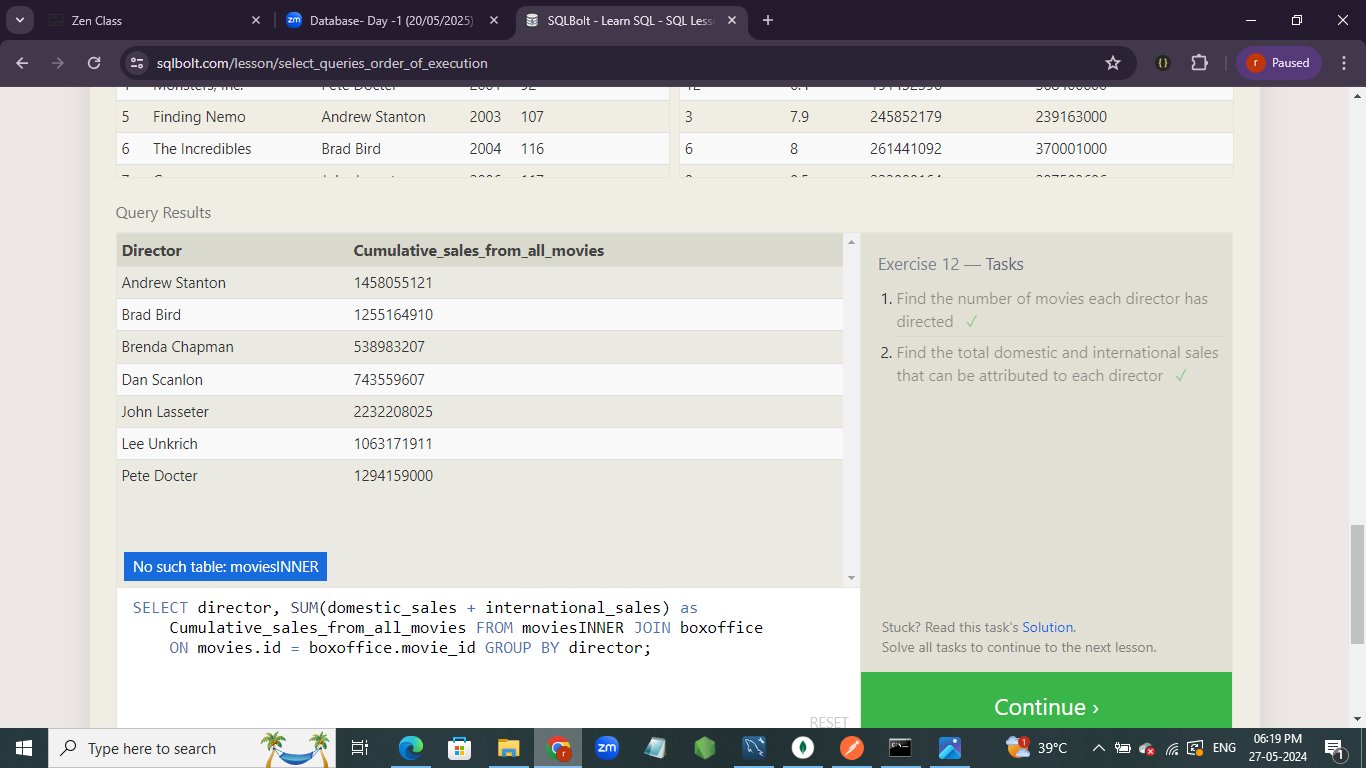 Zen Class
zm Database- Day -1 (20/05/2025)
SQLBolt - Learn SQL - SQL Less
sqlbolt.com/lesson/select_queries_order_of_execution
r Paused
5 Finding Nemo Andrew Stanton 2003 107
3 7.9 245852179 239163000
6 The Incredibles Brad Bird 2004 116
6 8 261441092 370001000
Query Results
Director Cumulative_sales_from_all_movies
Andrew Stanton 1458055121
Brad Bird 1255164910
Brenda Chapman 538983207
Dan Scanlon 743559607
John Lasseter 2232208025
Lee Unkrich 1063171911
Pete Docter 1294159000
No such table: moviesINNER
SELECT director, SUM(domestic_sales + international_sales) as
Cumulative_sales_from_all_movies FROM moviesINNER JOIN boxoffice
ON movies.id = boxoffice.movie_id GROUP BY director;
RESET
Exercise 12 — Tasks
1. Find the number of movies each director has
directed ✓
2. Find the total domestic and international sales
that can be attributed to each director ✓
Stuck? Read this task's Solution.
Solve all tasks to continue to the next lesson.
Continue ›
Type here to search
zm
1
39°C
ENG
06:19 PM
27-05-2024
1